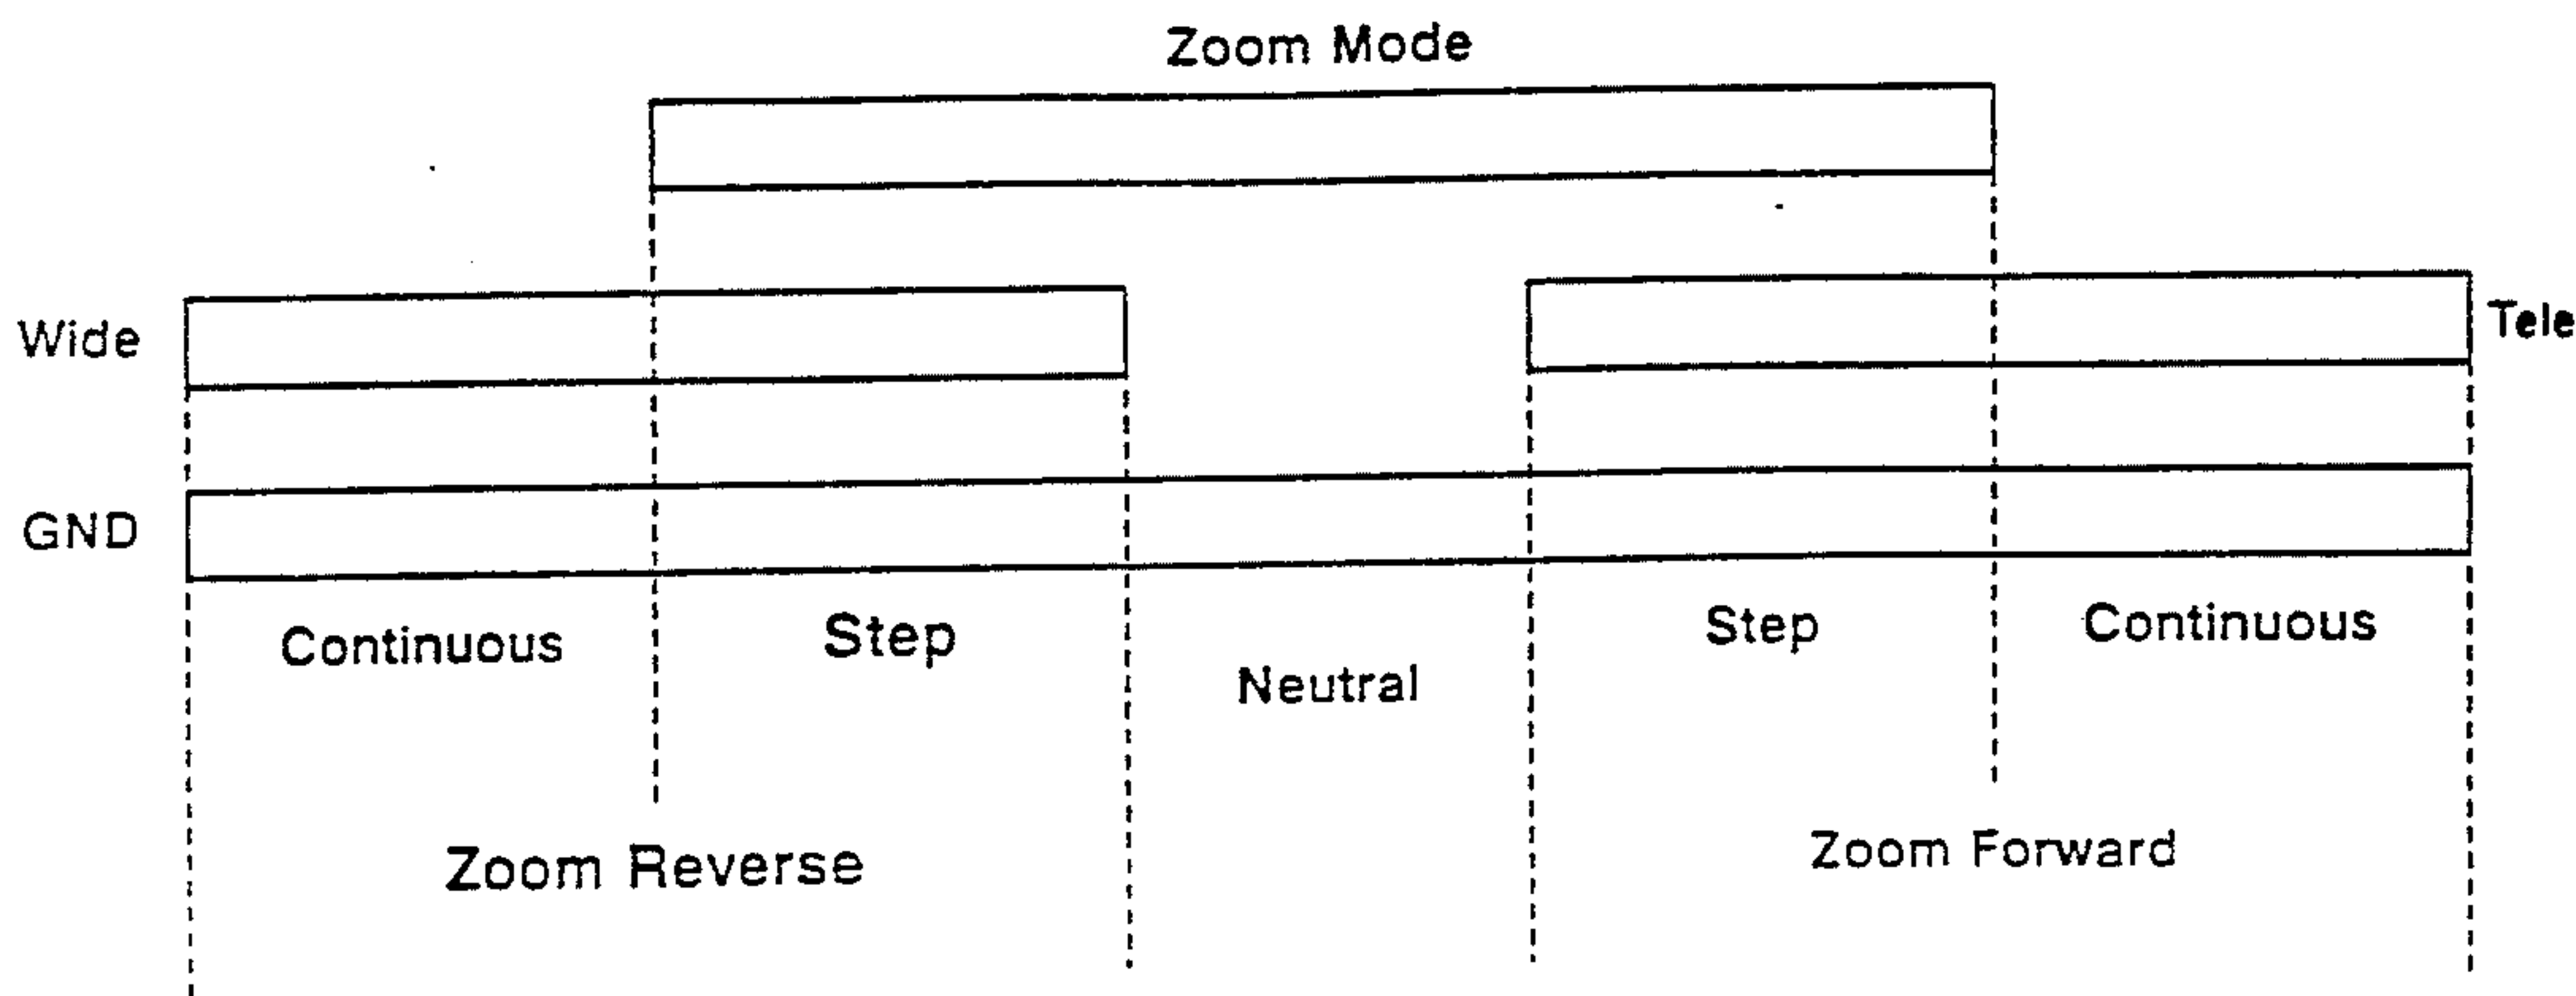 Zoom Mode
Wide
Tele
GND
Continuous
Step
Neutral
Step
Continuous
Zoom Reverse
Zoom Forward